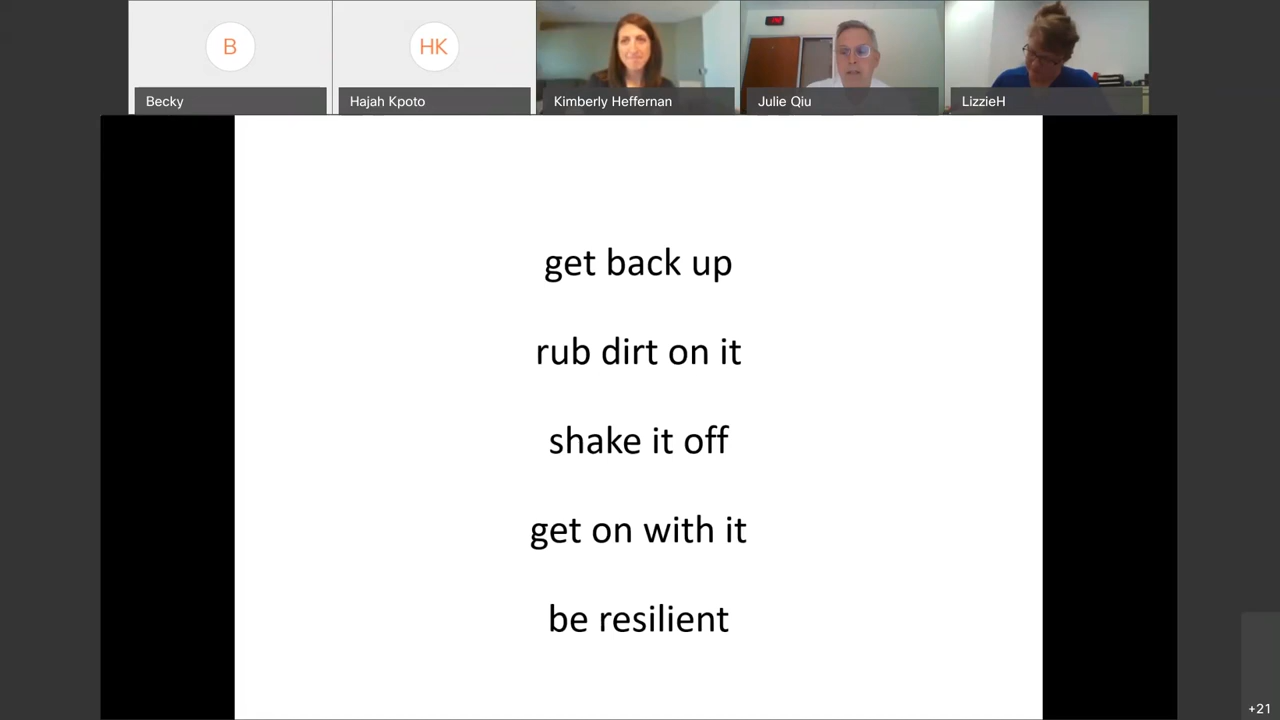 B
HK
Becky
Hajah Kpoto
Kimberly Heffernan
Julie Qiu
LizzieH
get back up
rub dirt on it
shake it off
get on with it
be resilient
+21